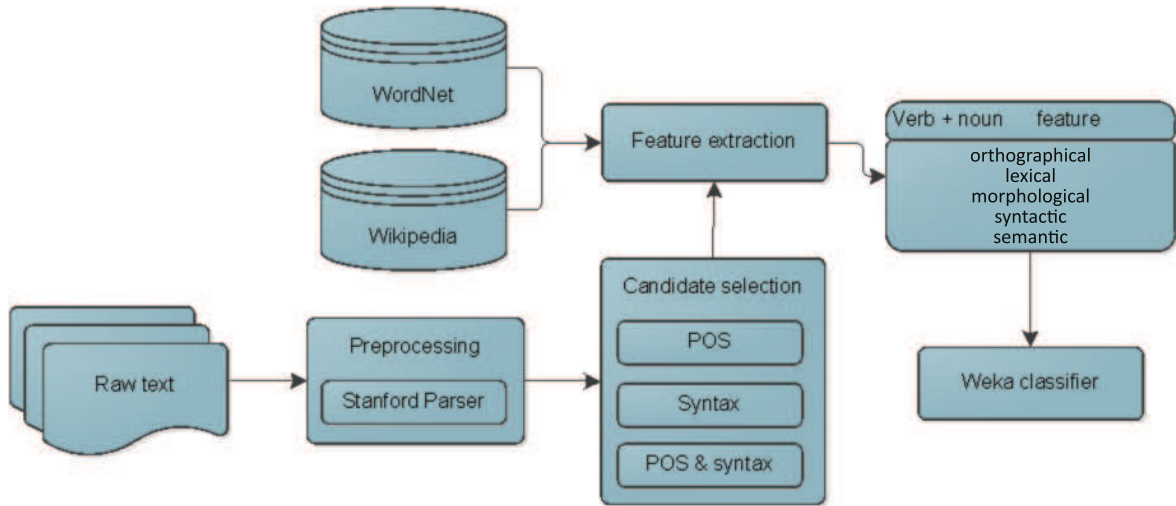 WordNet
Wikipedia
Feature extraction
Verb + noun feature
orthographical
lexical
morphological
syntactic
semantic
Raw text
Preprocessing
Stanford Parser
Candidate selection
POS
Syntax
POS & syntax
Weka classifier